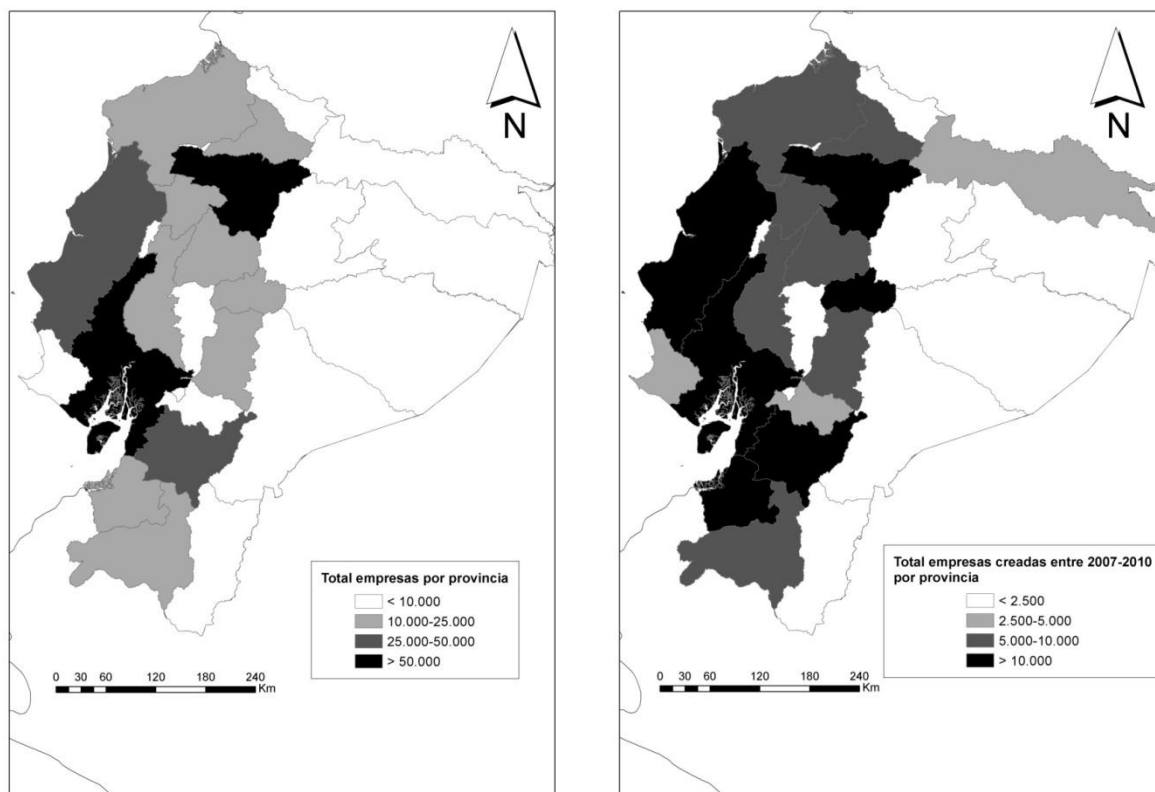 N
Total empresas por provincia
< 10.000
10.000-25.000
25.000-50.000
> 50.000
0 30 60 120 180 240
Km
N
Total empresas creadas entre 2007-2010
por provincia
< 2.500
2.500-5.000
5.000-10.000
> 10.000
0 30 60 120 180 240
Km